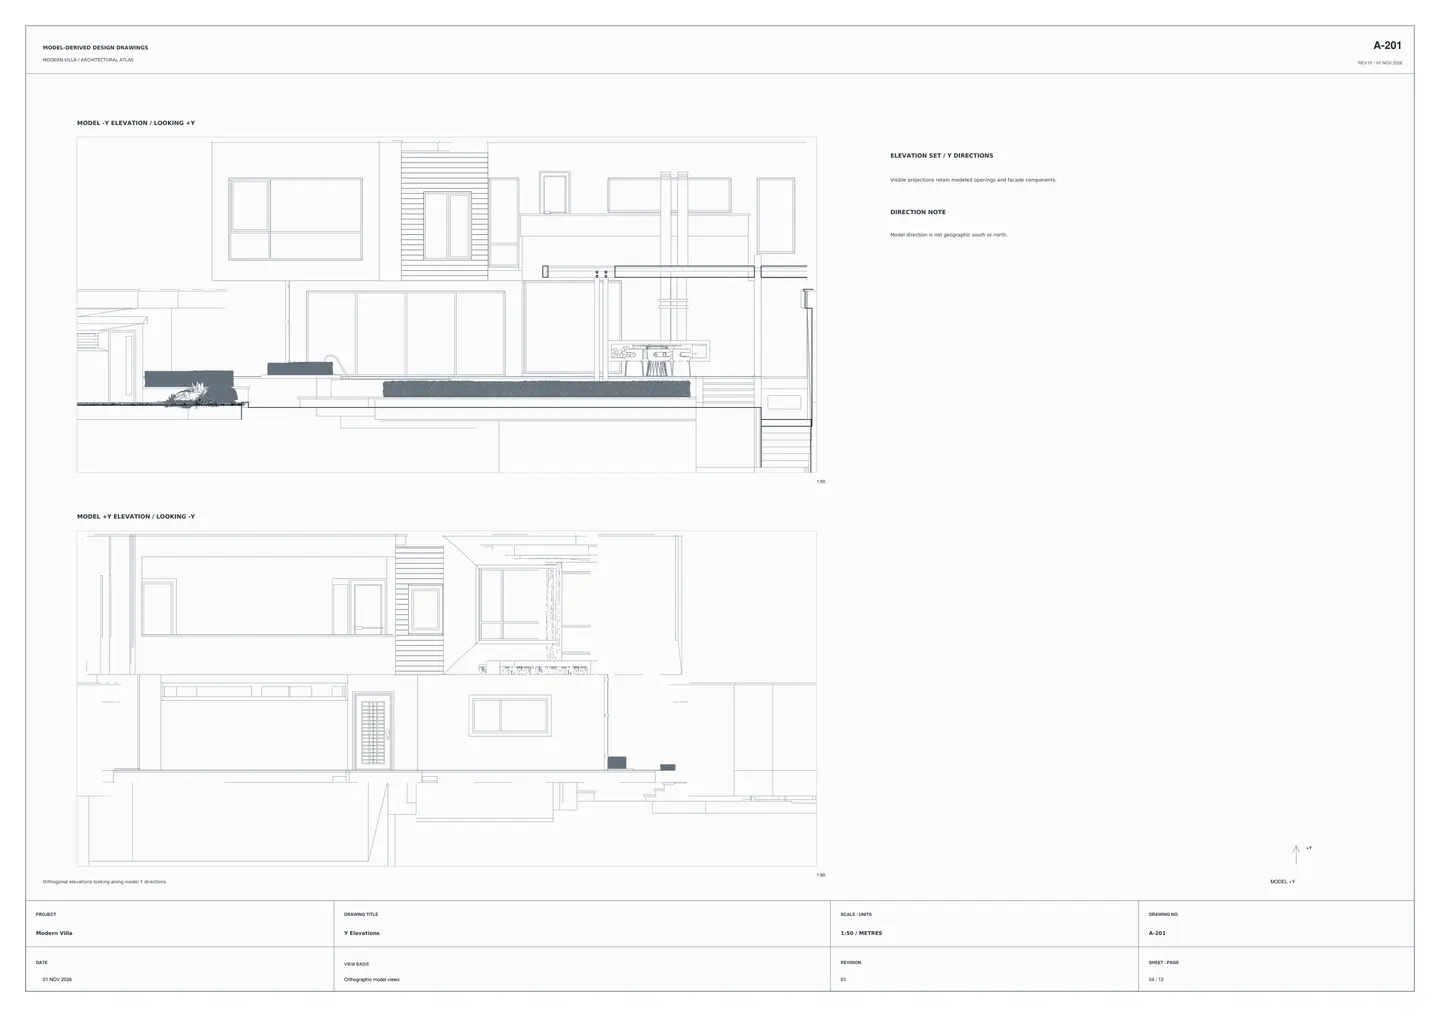 MODEL-DERIVED DESIGN DRAWINGS
MODERN VILLA / ARCHITECTURAL ATLAS
A-201
REV 01 / 01 NOV 2026
MODEL -Y ELEVATION / LOOKING +Y
1:50
ELEVATION SET / Y DIRECTIONS
Visible projections retain modeled openings and facade components.
DIRECTION NOTE
Model direction is not geographic south or north.
MODEL +Y ELEVATION / LOOKING -Y
1:50
Orthogonal elevations looking along model Y directions
+Y
MODEL +Y
PROJECT
Modern Villa
DRAWING TITLE
Y Elevations
SCALE / UNITS
1:50 / METRES
DRAWING NO.
A-201
DATE
01 NOV 2026
VIEW BASIS
Orthographic model views
REVISION
01
SHEET / PAGE
04 / 13